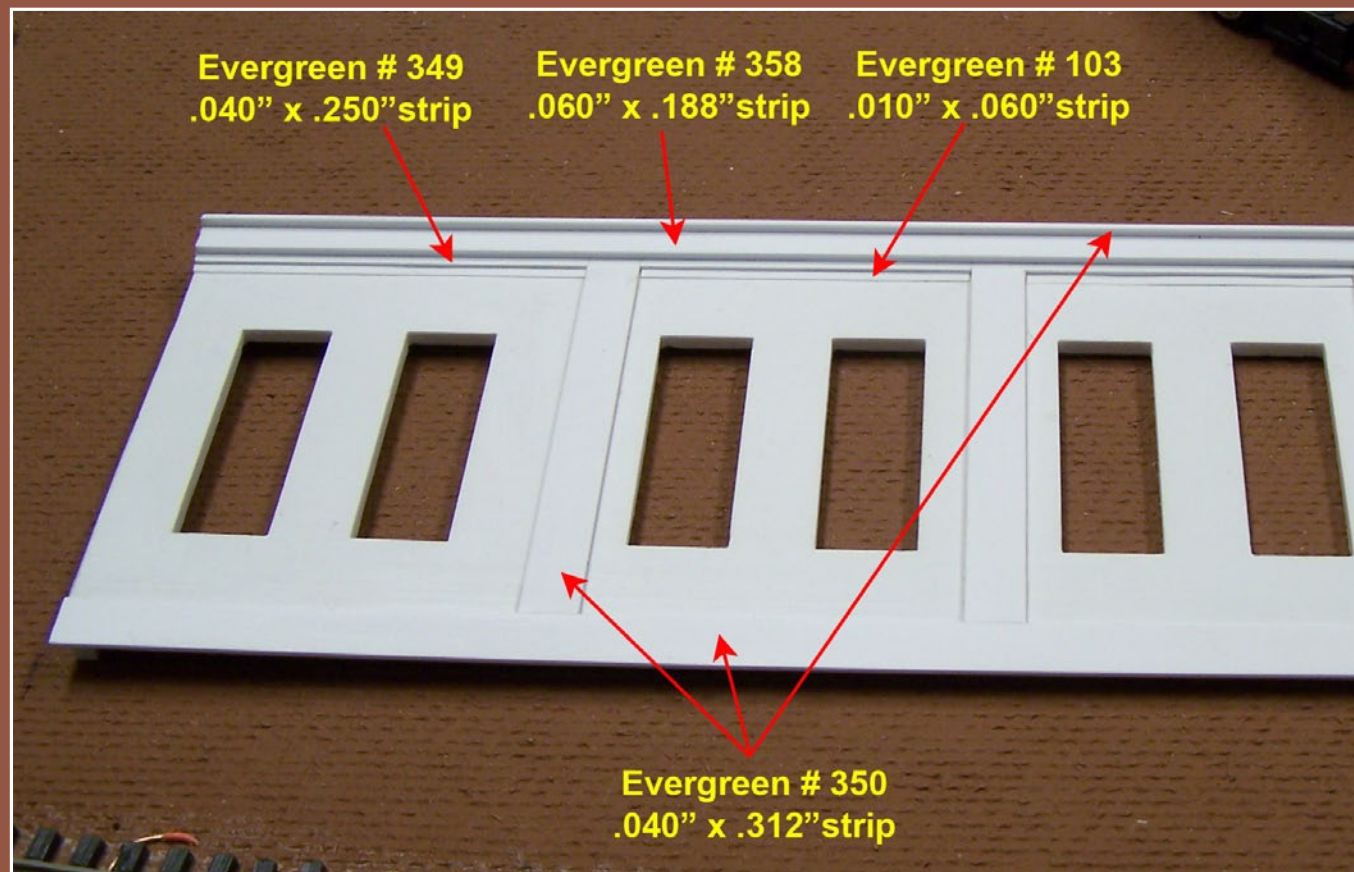 Evergreen # 349
.040” x .250”strip
Evergreen # 358
.060” x .188”strip
Evergreen # 103
.010” x .060”strip
Evergreen # 350
.040” x .312”strip